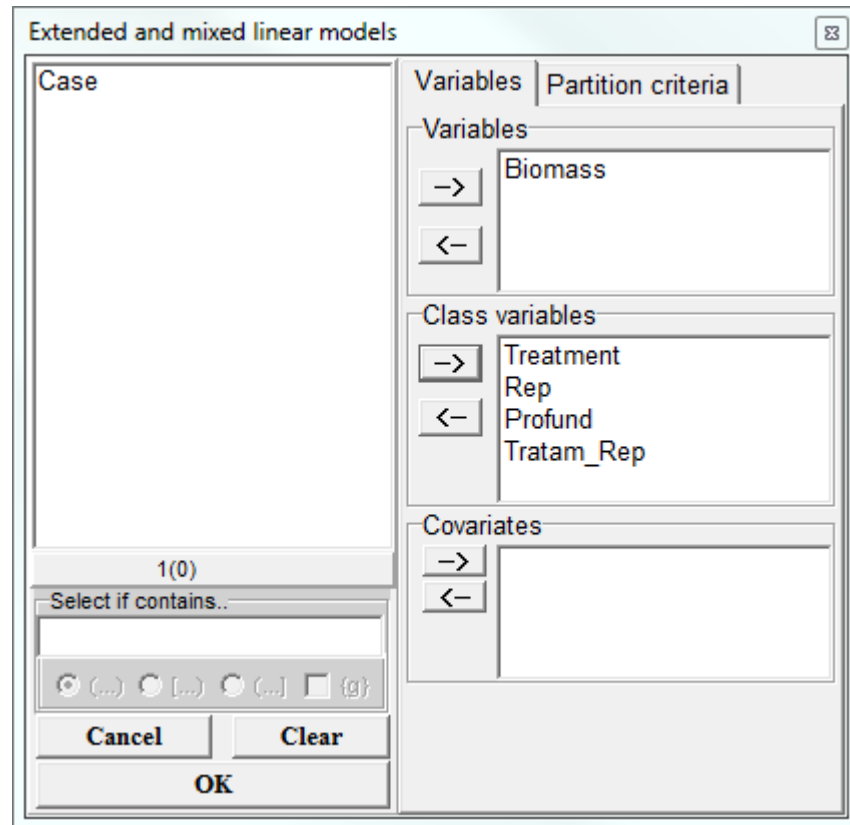 Extended and mixed linear models
Case
1(0)
Select if contains..
(...) [...) (...] {g}
Cancel Clear
OK
Variables Partition criteria
Variables
-->
Biomass
<--
Class variables
-->
Treatment
Rep
<--
Profund
Tratam_Rep
Covariates
-->
<--